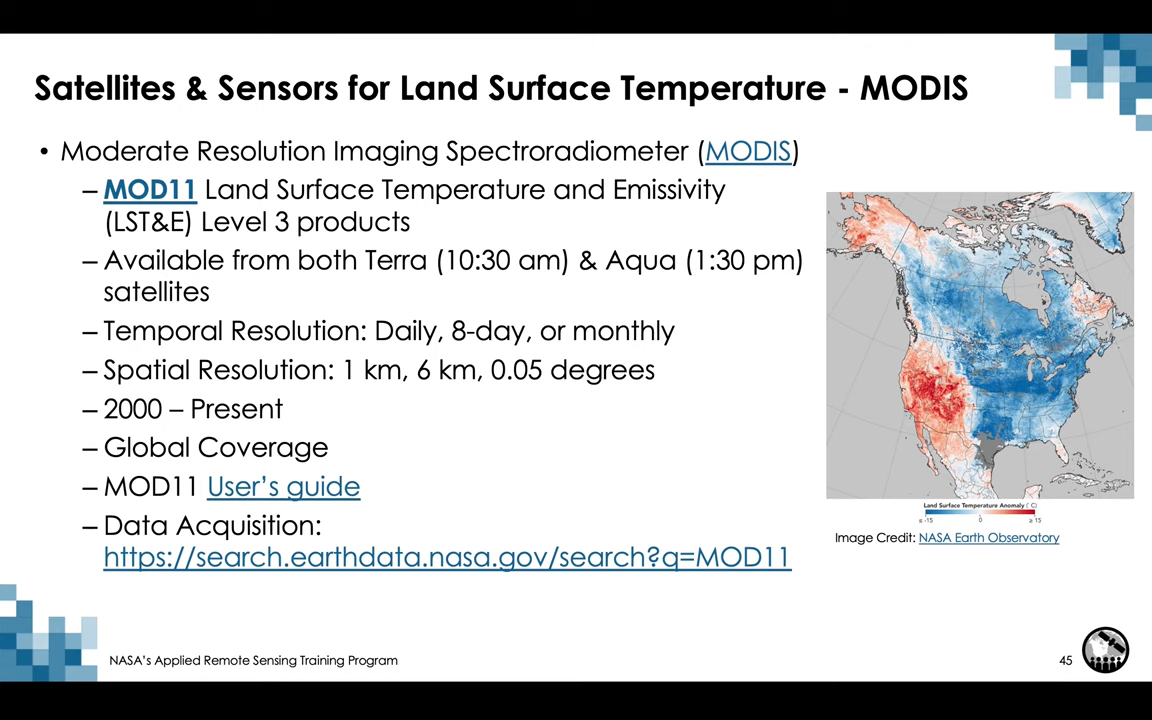 Satellites & Sensors for Land Surface Temperature - MODIS
• Moderate Resolution Imaging Spectroradiometer (MODIS)
– MOD11 Land Surface Temperature and Emissivity
(LST&E) Level 3 products
– Available from both Terra (10:30 am) & Aqua (1:30 pm)
satellites
– Temporal Resolution: Daily, 8-day, or monthly
– Spatial Resolution: 1 km, 6 km, 0.05 degrees
– 2000 – Present
– Global Coverage
– MOD11 User’s guide
– Data Acquisition:
https://search.earthdata.nasa.gov/search?q=MOD11
Land Surface Temperature Anomaly (°C)
≤ -15 0 ≥ 15
Image Credit: NASA Earth Observatory
NASA’s Applied Remote Sensing Training Program
45